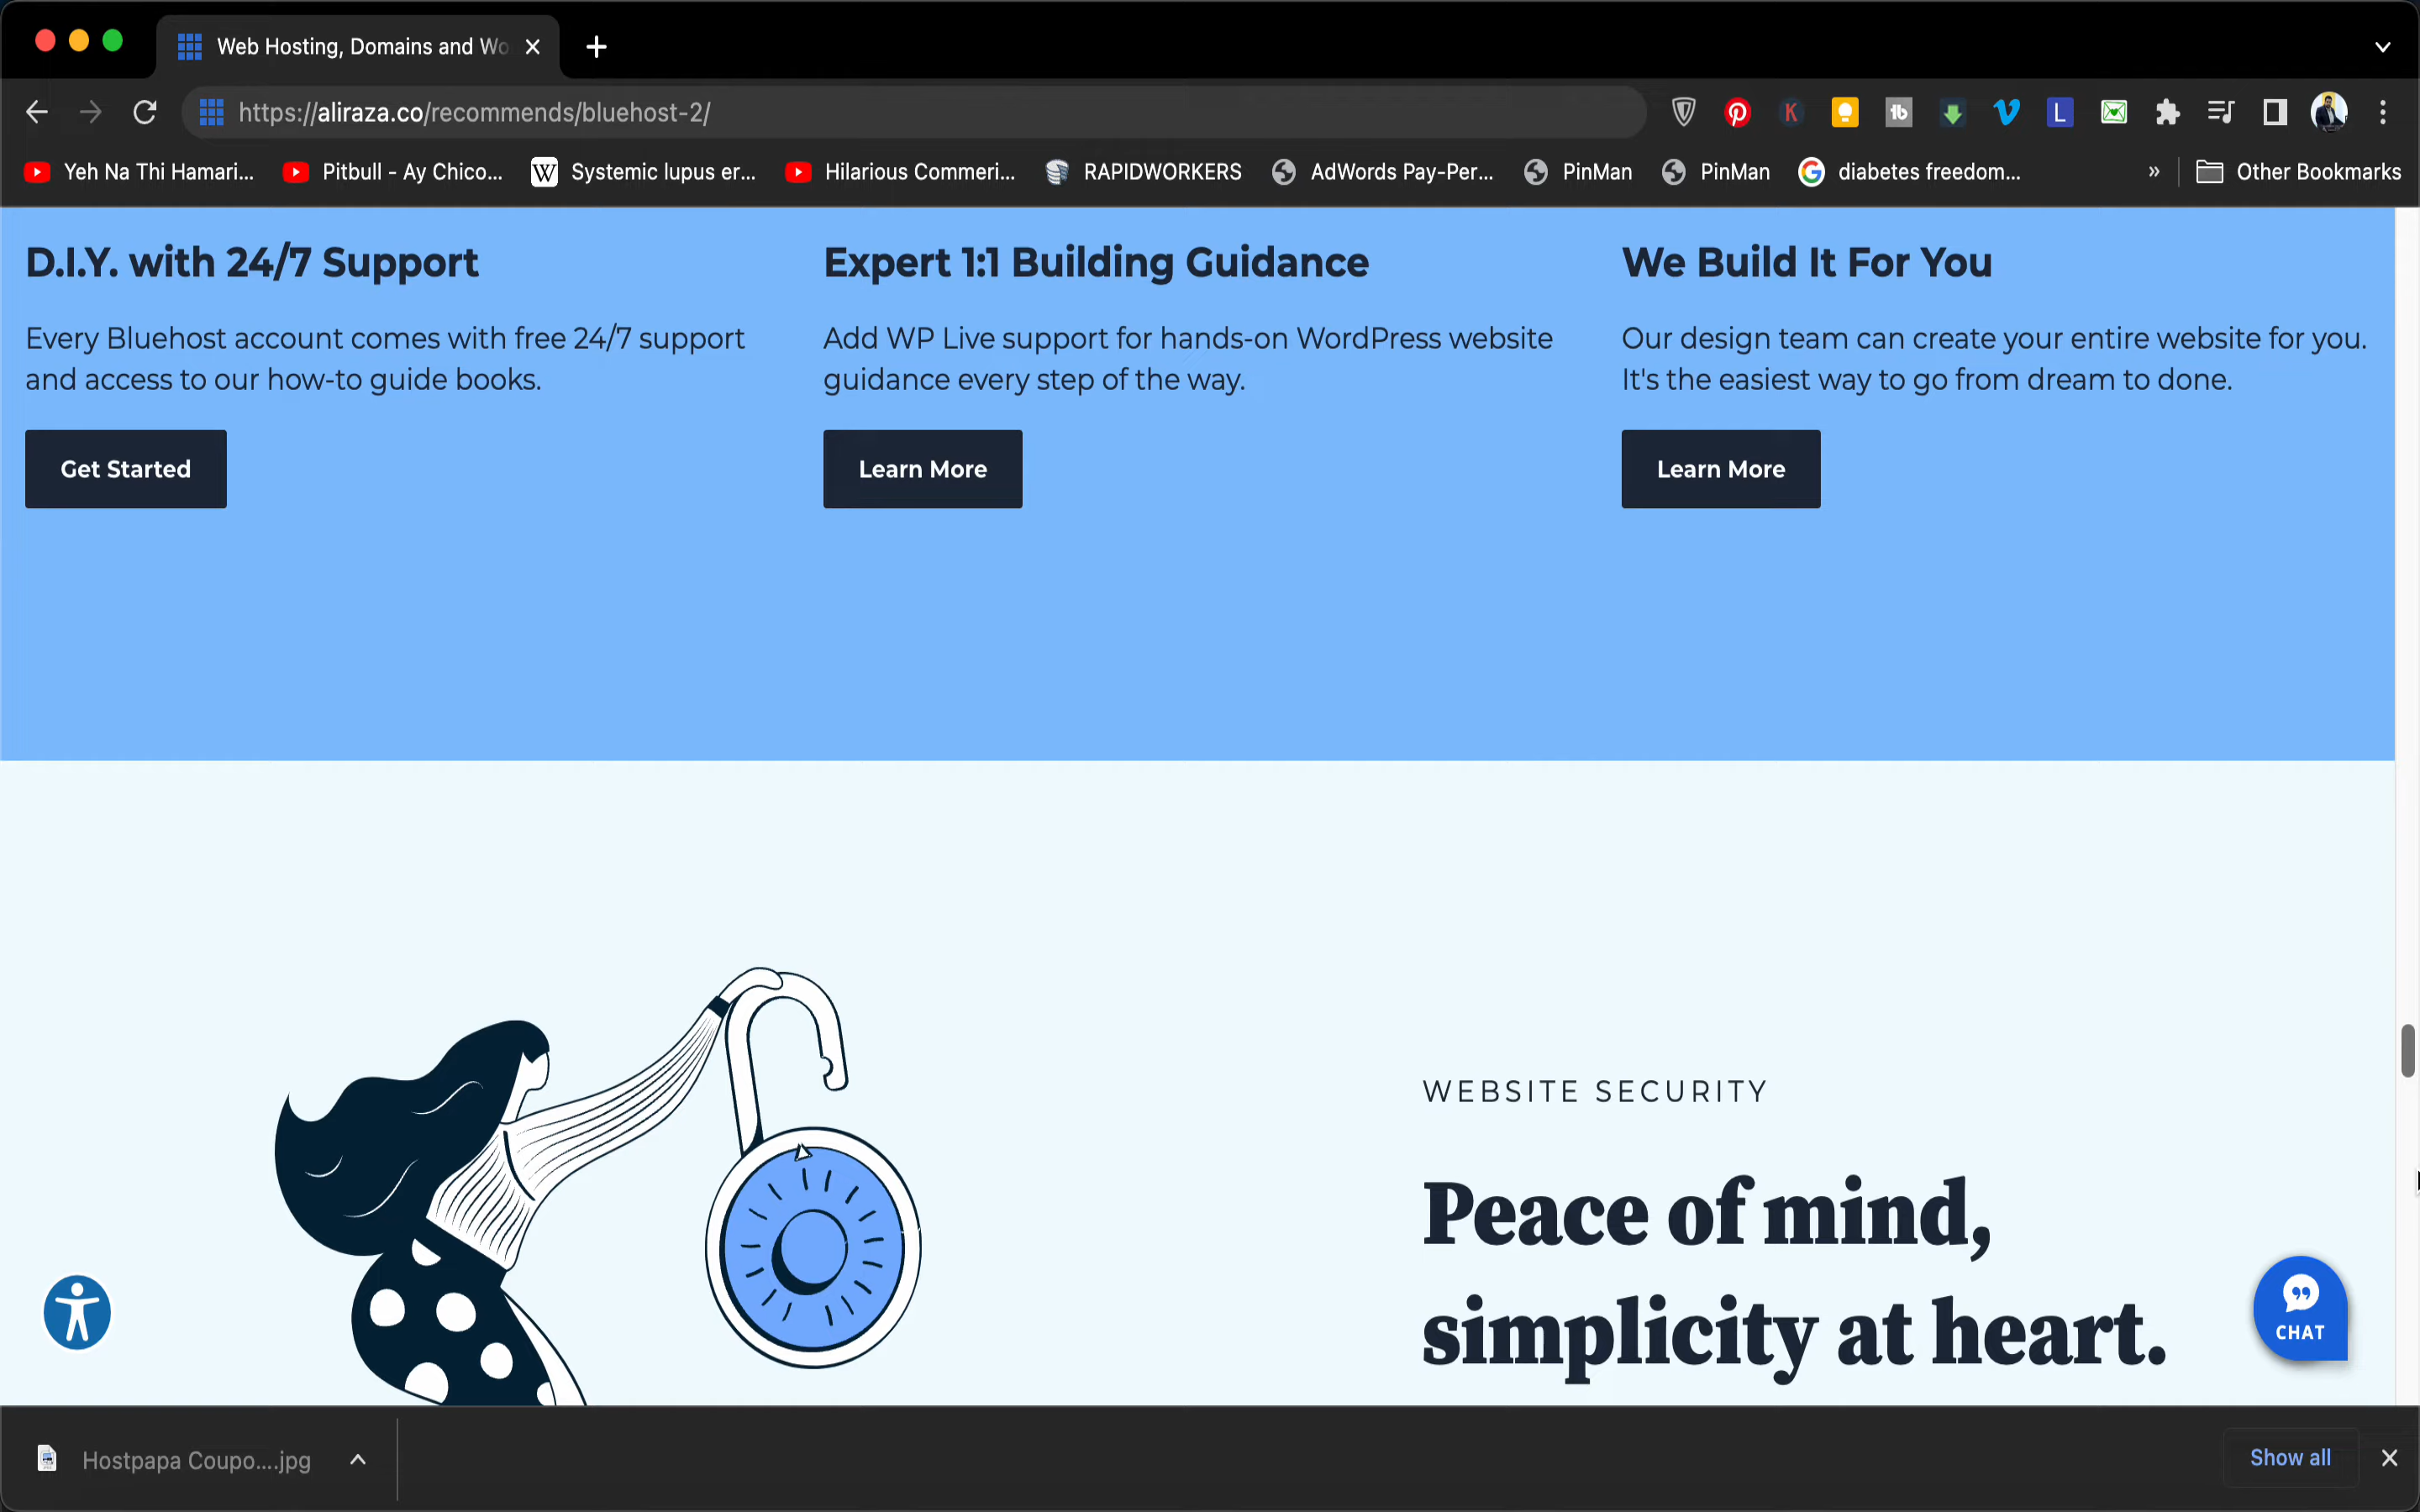 Web Hosting, Domains and Wo
https://aliraza.co/recommends/bluehost-2/
Yeh Na Thi Hamari...
Pitbull - Ay Chico...
W
Systemic lupus er...
Hilarious Commeri...
RAPIDWORKERS
AdWords Pay-Per...
PinMan
PinMan
diabetes freedom...
»
Other Bookmarks
D.I.Y. with 24/7 Support
Every Bluehost account comes with free 24/7 support
and access to our how-to guide books.
Get Started
Expert 1:1 Building Guidance
Add WP Live support for hands-on WordPress website
guidance every step of the way.
Learn More
We Build It For You
Our design team can create your entire website for you.
It's the easiest way to go from dream to done.
Learn More
WEBSITE SECURITY
Peace of mind,
simplicity at heart.
CHAT
Hostpapa Coupo....jpg
Show all